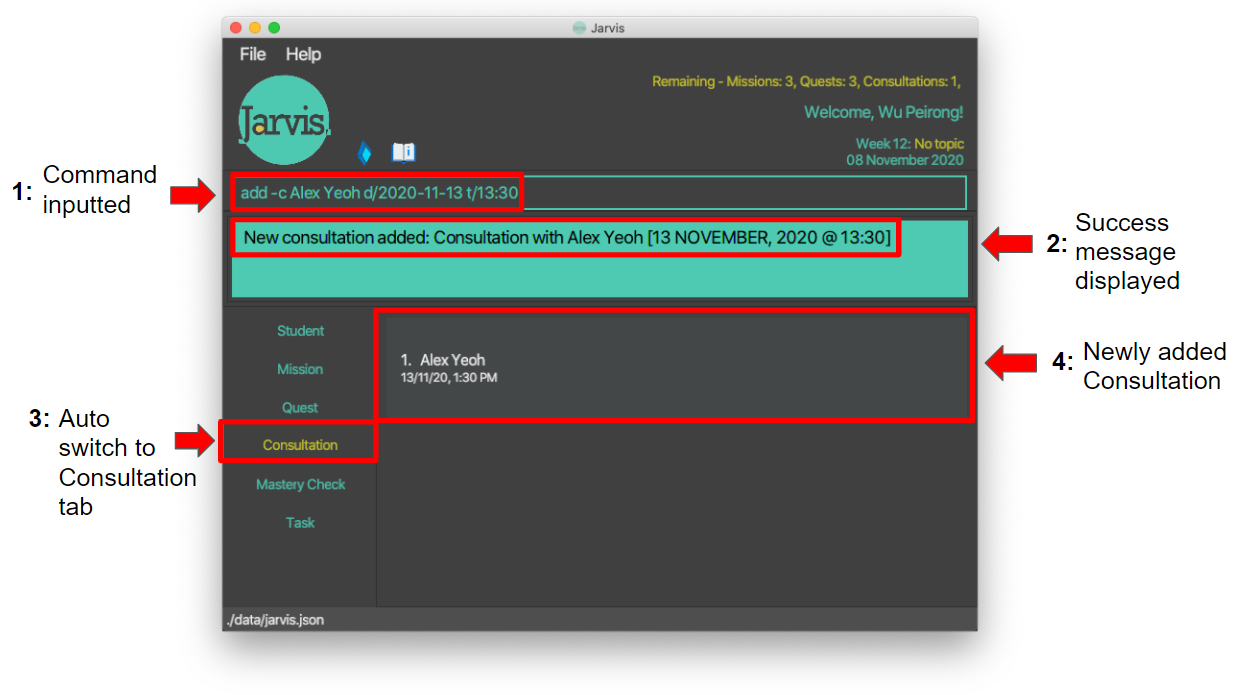 Jarvis
File Help
Remaining - Missions: 3, Quests: 3, Consultations: 1,
Jarvis.
Welcome, Wu Peirong!
Week 12: No topic
08 November 2020
1: Command
inputted
add -c Alex Yeoh d/2020-11-13 t/13:30
New consultation added: Consultation with Alex Yeoh [13 NOVEMBER, 2020 @ 13:30]
2: Success
message
displayed
Student
Mission
Quest
Consultation
Mastery Check
Task
3: Auto
switch to
Consultation
tab
1. Alex Yeoh
13/11/20, 1:30 PM
4: Newly added
Consultation
./data/jarvis.json